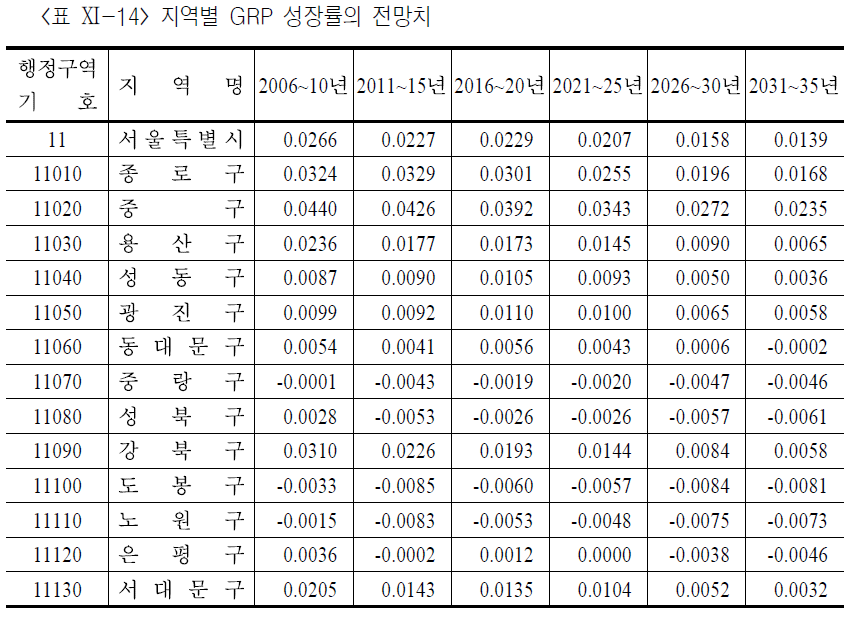 <표 XI-14> 지역별 GRP 성장률의 전망치
행정구역 기 호 지 역 명 2006~10년 2011~15년 2016~20년 2021~25년 2026~30년 2031~35년
11 서울특별시 0.0266 0.0227 0.0229 0.0207 0.0158 0.0139
11010 종 로 구 0.0324 0.0329 0.0301 0.0255 0.0196 0.0168
11020 중 구 0.0440 0.0426 0.0392 0.0343 0.0272 0.0235
11030 용 산 구 0.0236 0.0177 0.0173 0.0145 0.0090 0.0065
11040 성 동 구 0.0087 0.0090 0.0105 0.0093 0.0050 0.0036
11050 광 진 구 0.0099 0.0092 0.0110 0.0100 0.0065 0.0058
11060 동 대 문 구 0.0054 0.0041 0.0056 0.0043 0.0006 -0.0002
11070 중 랑 구 -0.0001 -0.0043 -0.0019 -0.0020 -0.0047 -0.0046
11080 성 북 구 0.0028 -0.0053 -0.0026 -0.0026 -0.0057 -0.0061
11090 강 북 구 0.0310 0.0226 0.0193 0.0144 0.0084 0.0058
11100 도 봉 구 -0.0033 -0.0085 -0.0060 -0.0057 -0.0084 -0.0081
11110 노 원 구 -0.0015 -0.0083 -0.0053 -0.0048 -0.0075 -0.0073
11120 은 평 구 0.0036 -0.0002 0.0012 0.0000 -0.0038 -0.0046
11130 서 대 문 구 0.0205 0.0143 0.0135 0.0104 0.0052 0.0032